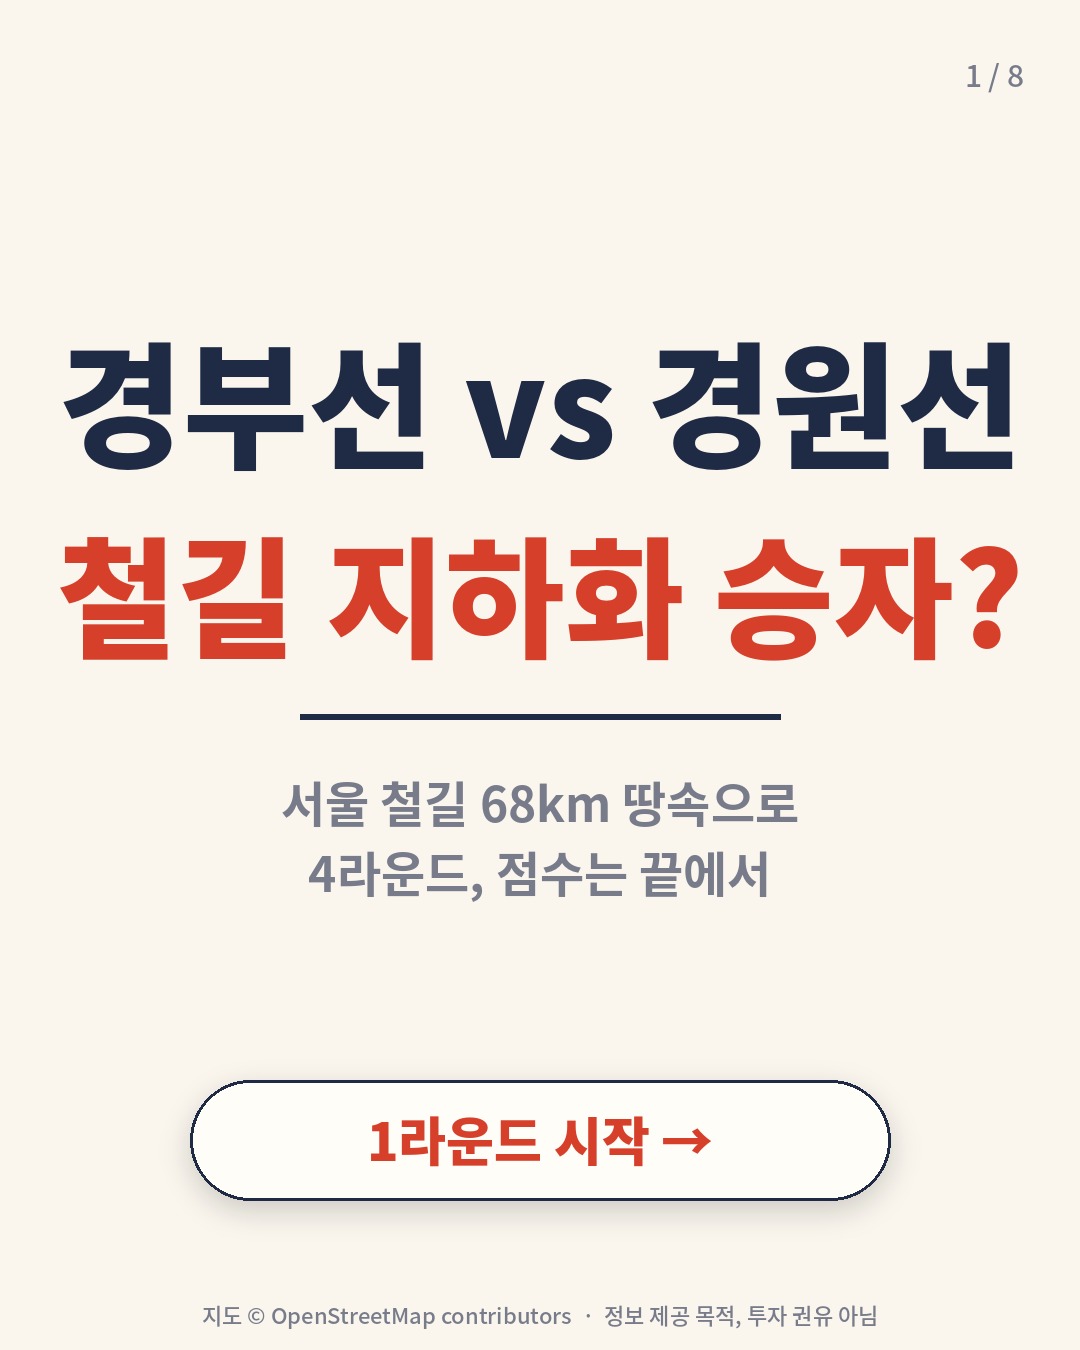 1 / 8
경부선 vs 경원선
철길 지하화 승자?
서울 철길 68km 땅속으로
4라운드, 점수는 끝에서
1라운드 시작 →
지도 © OpenStreetMap contributors · 정보 제공 목적, 투자 권유 아님